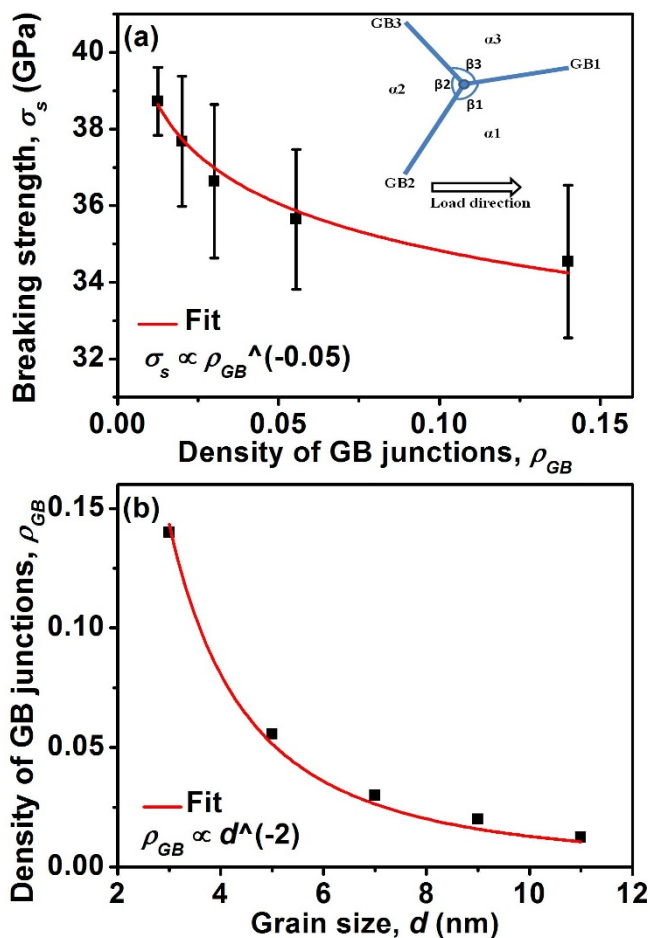 (a)
Breaking strength, σs (GPa)
40
38
36
34
32
GB3
α3
β3
GB1
α2
β2
β1
α1
GB2
Load direction
Fit
σs ∝ ρGB^(-0.05)
0.00 0.05 0.10 0.15
Density of GB junctions, ρGB
(b)
Density of GB junctions, ρGB
0.15
0.10
0.05
0.00
Fit
ρGB ∝ d^(-2)
2 4 6 8 10 12
Grain size, d (nm)